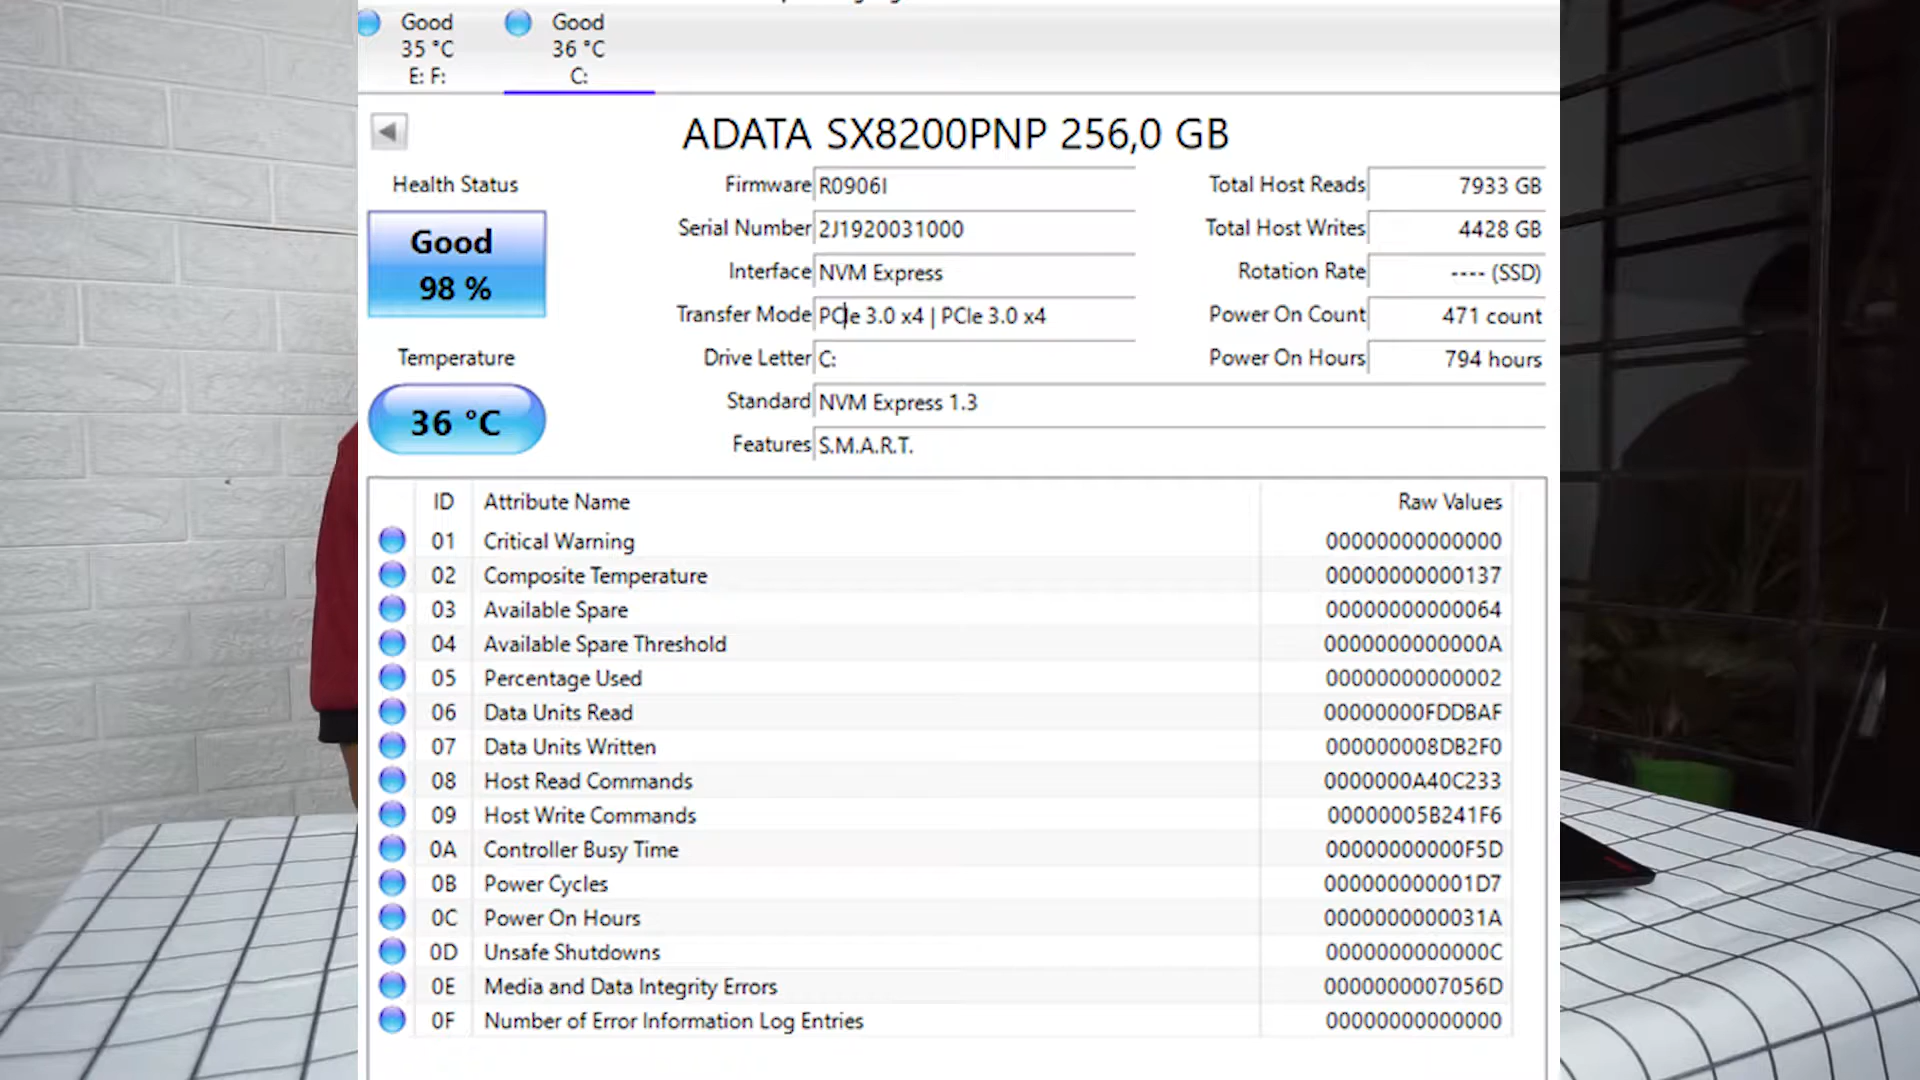 Good
35 °C
E: F:
Good
36 °C
C:
ADATA SX8200PNP 256,0 GB
Health Status
Good
98 %
Temperature
36 °C
Firmware R0906I
Serial Number 2J1920031000
Interface NVM Express
Transfer Mode PCIe 3.0 x4 | PCIe 3.0 x4
Drive Letter C:
Standard NVM Express 1.3
Features S.M.A.R.T.
Total Host Reads 7933 GB
Total Host Writes 4428 GB
Rotation Rate ---- (SSD)
Power On Count 471 count
Power On Hours 794 hours
ID Attribute Name Raw Values
01 Critical Warning 00000000000000
02 Composite Temperature 00000000000137
03 Available Spare 00000000000064
04 Available Spare Threshold 0000000000000A
05 Percentage Used 00000000000002
06 Data Units Read 00000000FDDBAF
07 Data Units Written 000000008DB2F0
08 Host Read Commands 0000000A40C233
09 Host Write Commands 00000005B241F6
0A Controller Busy Time 00000000000F5D
0B Power Cycles 000000000001D7
0C Power On Hours 0000000000031A
0D Unsafe Shutdowns 0000000000000C
0E Media and Data Integrity Errors 0000000007056D
0F Number of Error Information Log Entries 00000000000000